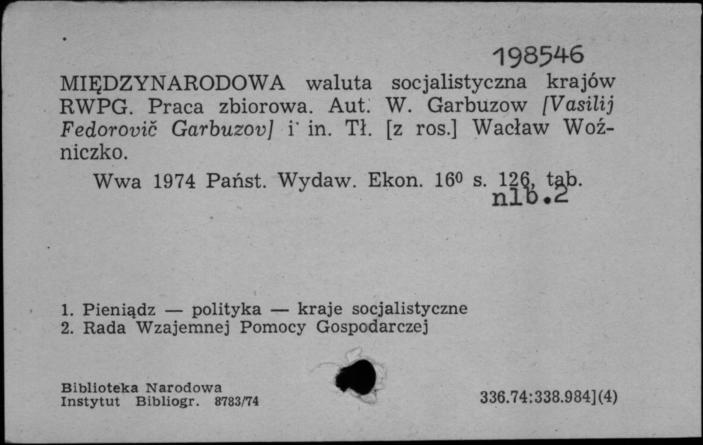 198546
MIĘDZYNARODOWA waluta socjalistyczna krajów
RWPG. Praca zbiorowa. Aut. W. Garbuzow [Vasilij
Fedorovič Garbuzov] i in. Tł. [z ros.] Wacław Woź-
niczko.
Wwa 1974 Państ. Wydaw. Ekon. 16⁰ s. 126, tab.
nlb.2
1. Pieniądz — polityka — kraje socjalistyczne
2. Rada Wzajemnej Pomocy Gospodarczej
Biblioteka Narodowa
Instytut Bibliogr. 8783/74
336.74:338.984](4)